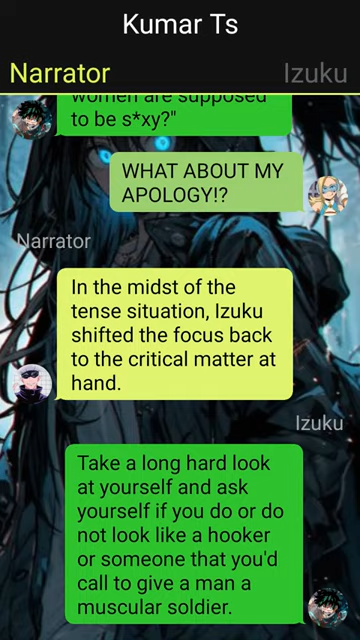 Kumar Ts
Narrator
Izuku
women are supposed
to be s*xy?"
WHAT ABOUT MY
APOLOGY!?
Narrator
In the midst of the
tense situation, Izuku
shifted the focus back
to the critical matter at
hand.
Izuku
Take a long hard look
at yourself and ask
yourself if you do or do
not look like a hooker
or someone that you'd
call to give a man a
muscular soldier.